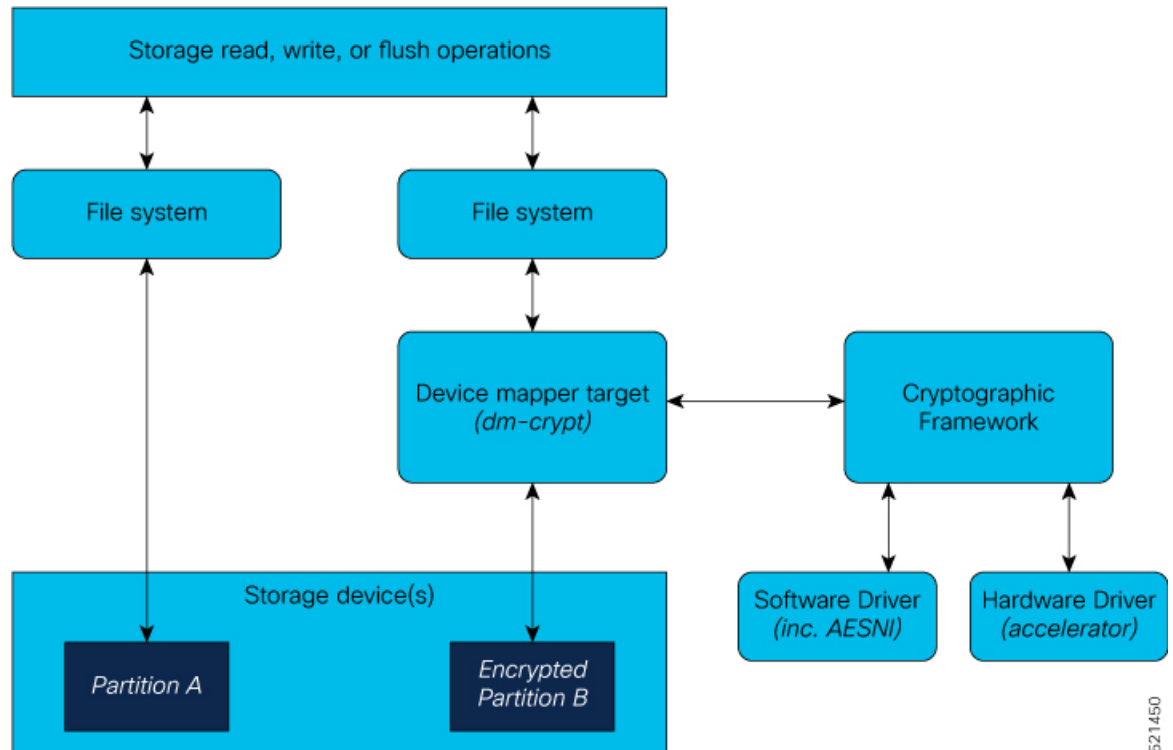 Storage read, write, or flush operations
File system
File system
Device mapper target
(dm-crypt)
Cryptographic
Framework
Storage device(s)
Software Driver
(inc. AESNI)
Hardware Driver
(accelerator)
Partition A
Encrypted
Partition B
521450